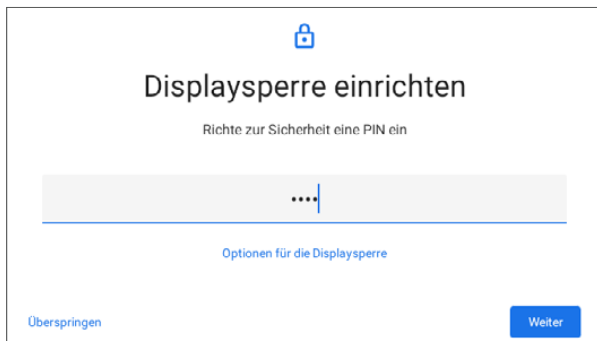 Displaysperre einrichten
Richte zur Sicherheit eine PIN ein
••••
Optionen für die Displaysperre
Überspringen
Weiter